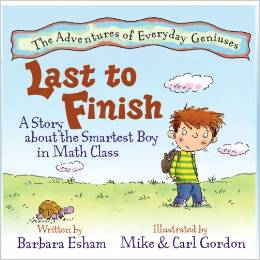 The Adventures of Everyday Geniuses
Last to
Finish
A Story
about the Smartest Boy
in Math Class
Written by
Barbara Esham
Illustrated by
Mike & Carl Gordon